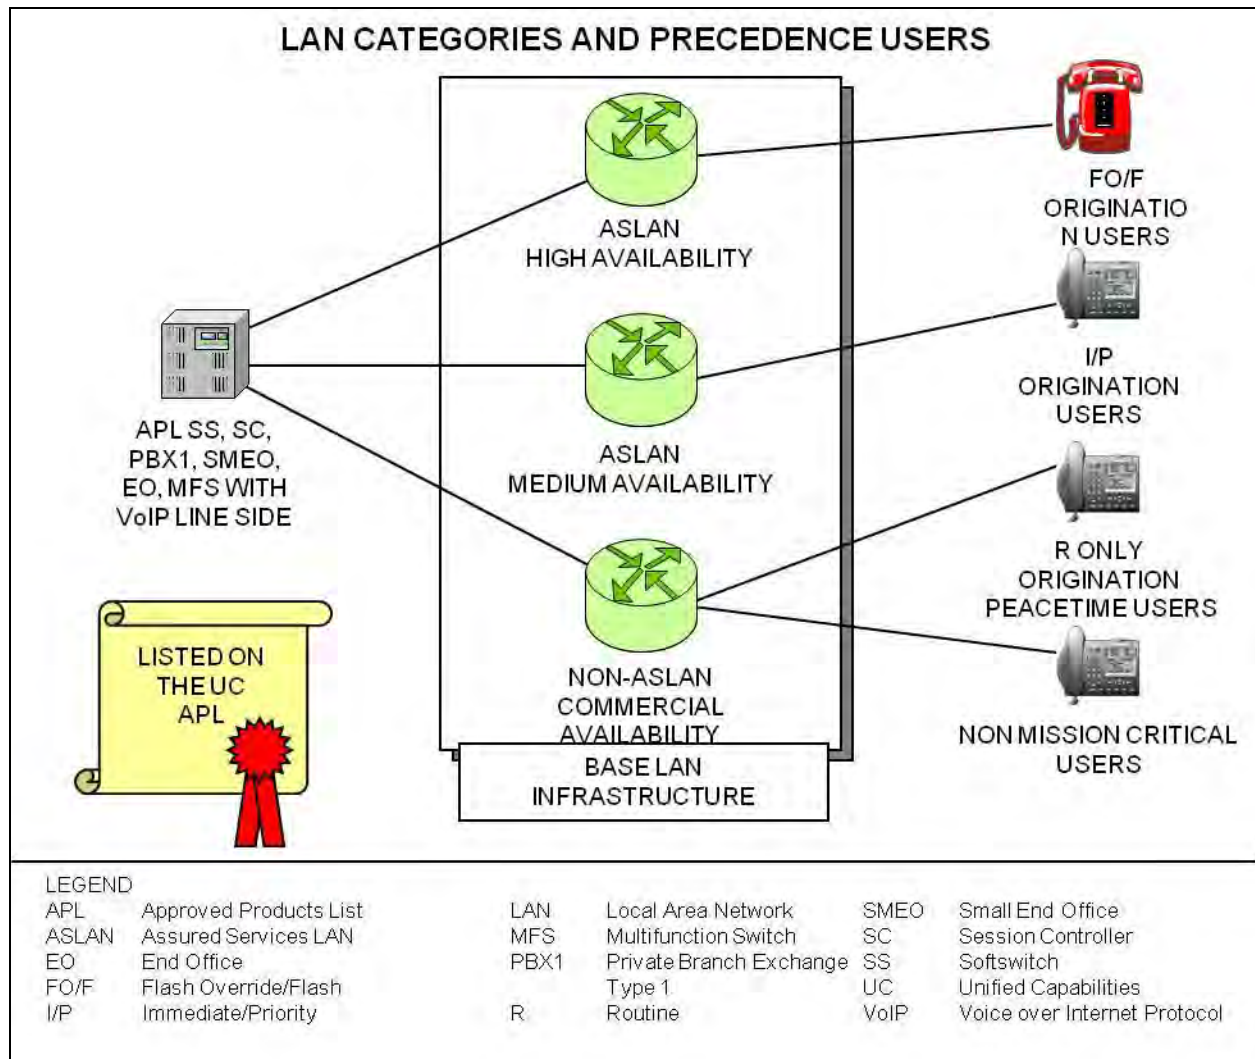 LAN CATEGORIES AND PRECEDENCE USERS
ASLAN
HIGH AVAILABILITY
FO/F
ORIGINATIO
N USERS
ASLAN
MEDIUM AVAILABILITY
I/P
ORIGINATION
USERS
APL SS, SC,
PBX1, SMEO,
EO, MFS WITH
VoIP LINE SIDE
R ONLY
ORIGINATION
PEACETIME USERS
LISTED ON
THE UC
APL
NON-ASLAN
COMMERCIAL
AVAILABILITY
NON MISSION CRITICAL
USERS
BASE LAN
INFRASTRUCTURE
LEGEND
APL Approved Products List
ASLAN Assured Services LAN
EO End Office
FO/F Flash Override/Flash
I/P Immediate/Priority
LAN Local Area Network
MFS Multifunction Switch
PBX1 Private Branch Exchange
Type 1
R Routine
SMEO Small End Office
SC Session Controller
SS Softswitch
UC Unified Capabilities
VoIP Voice over Internet Protocol